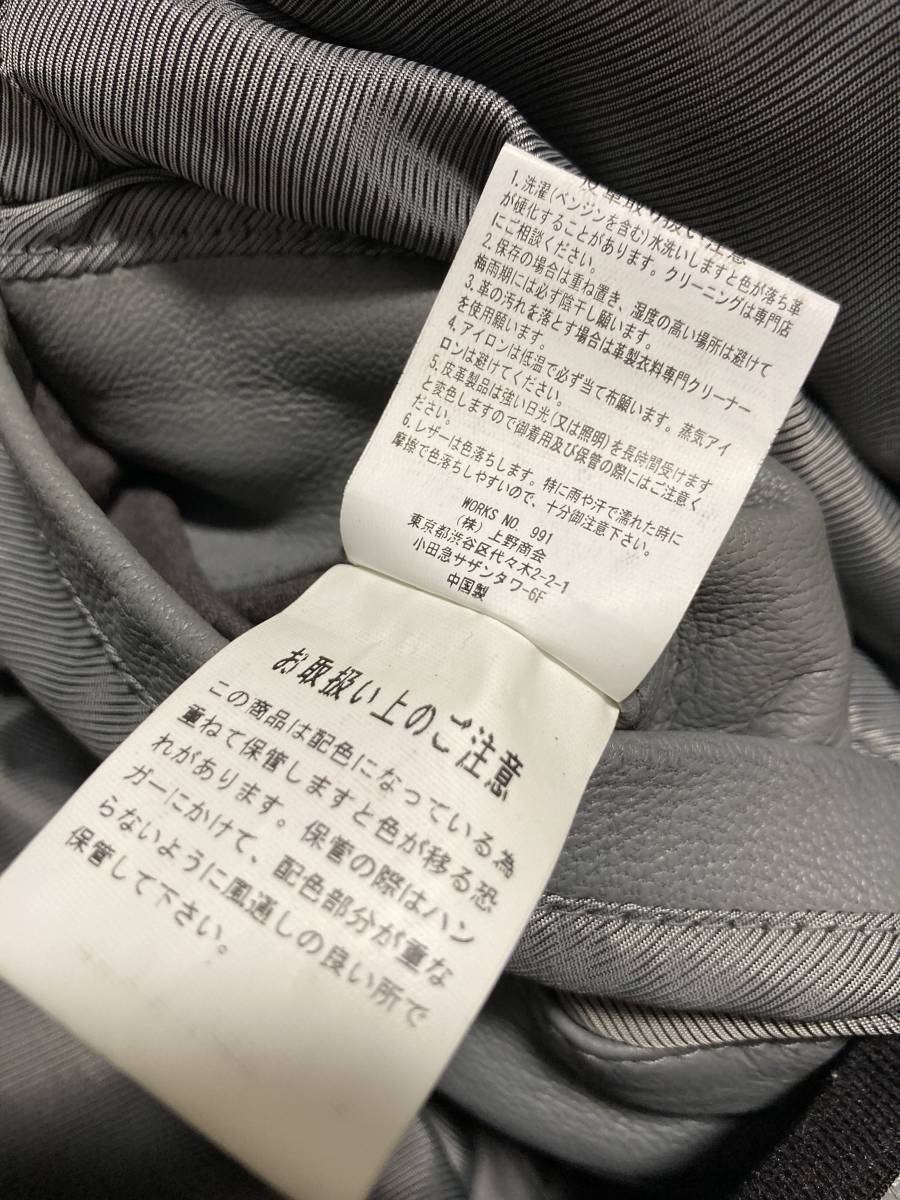 皮革取り扱い注意
1. 洗濯(ベンジンを含む)水洗いしますと色が落ち革
が硬化することがあります。クリーニングは専門店
にご相談ください。
2. 保存の場合は重ね置き、湿度の高い場所は避けて
梅雨期には必ず陰干し願います。
3. 革の汚れを落とす場合は革製衣料専門クリーナー
を使用願います。
4. アイロンは低温で必ず当て布願います。蒸気アイ
ロンは避けてください。
5. 皮革製品は強い日光(又は照明)を長時間受けます
と変色しますので御着用及び保管の際にはご注意く
ださい。
6. レザーは色落ちします。特に雨や汗で濡れた時に
摩擦で色落ちしやすいので、十分御注意下さい。
WORKS NO 991
(株) 上野商会
東京都渋谷区代々木2-2-1
小田急サザンタワー6F
中国製
お取扱い上のご注意
この商品は配色になっている為
重ねて保管しますと色が移る恐
れがあります。保管の際はハン
ガーにかけて、配色部分が重な
らないように風通しの良い所で
保管して下さい。